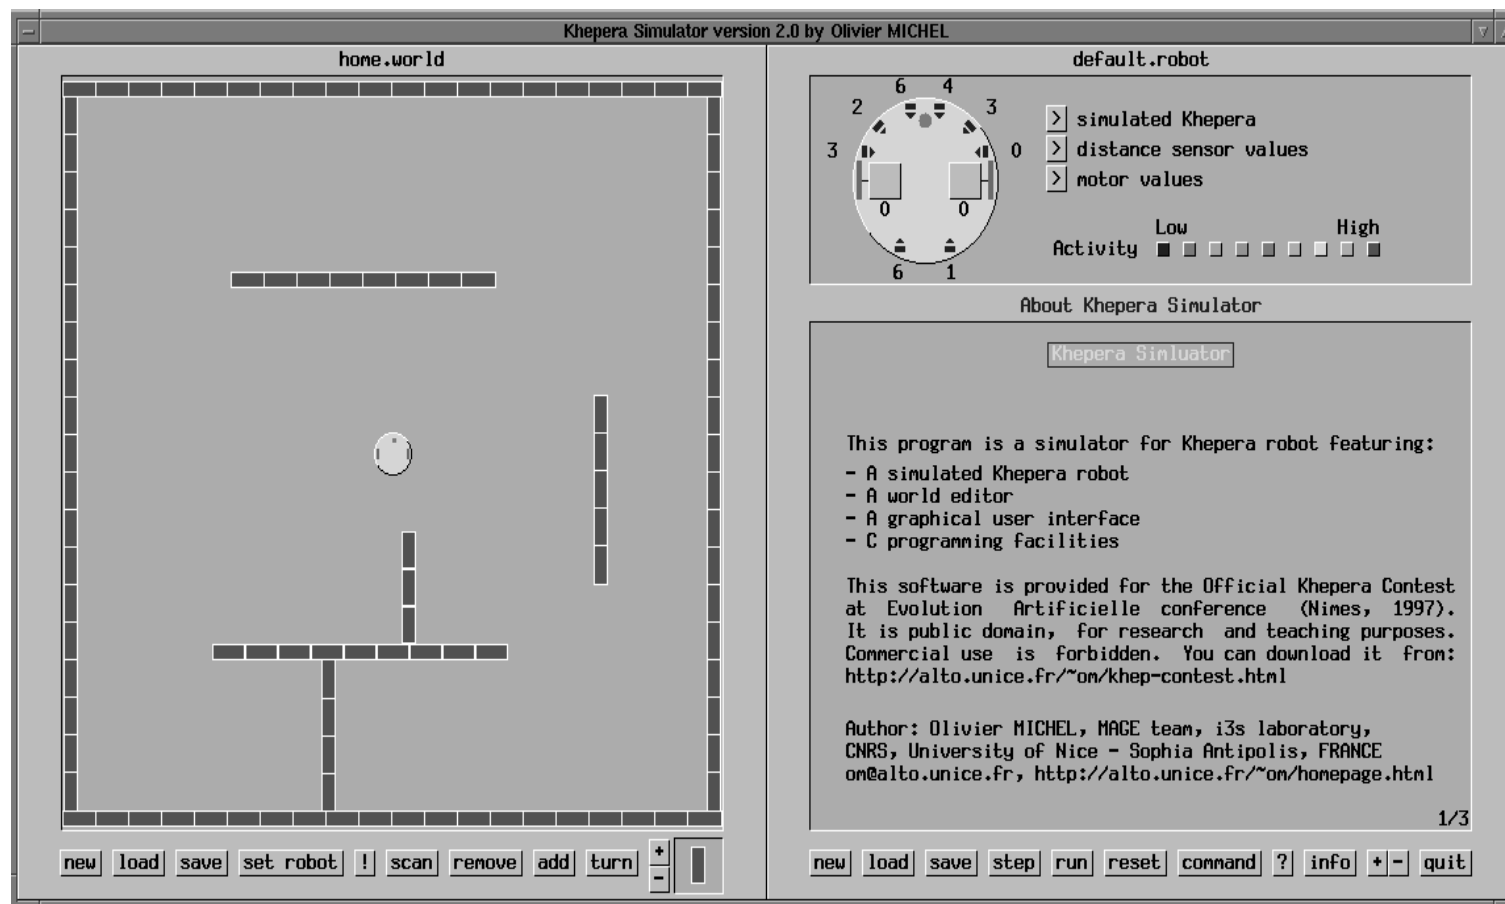 Khepera Simulator version 2.0 by Olivier MICHEL
home.world
new load save set robot ! scan remove add turn + -
default.robot
6 4
2 3
3 0
0 0
6 1
> simulated Khepera
> distance sensor values
> motor values
Low High
Activity
About Khepera Simulator
Khepera Simluator
This program is a simulator for Khepera robot featuring:
- A simulated Khepera robot
- A world editor
- A graphical user interface
- C programming facilities
This software is provided for the Official Khepera Contest
at Evolution Artificielle conference (Nimes, 1997).
It is public domain, for research and teaching purposes.
Commercial use is forbidden. You can download it from:
http://alto.unice.fr/~om/khep-contest.html
Author: Olivier MICHEL, MAGE team, i3s laboratory,
CNRS, University of Nice - Sophia Antipolis, FRANCE
om@alto.unice.fr, http://alto.unice.fr/~om/homepage.html
1/3
new load save step run reset command ? info + - quit